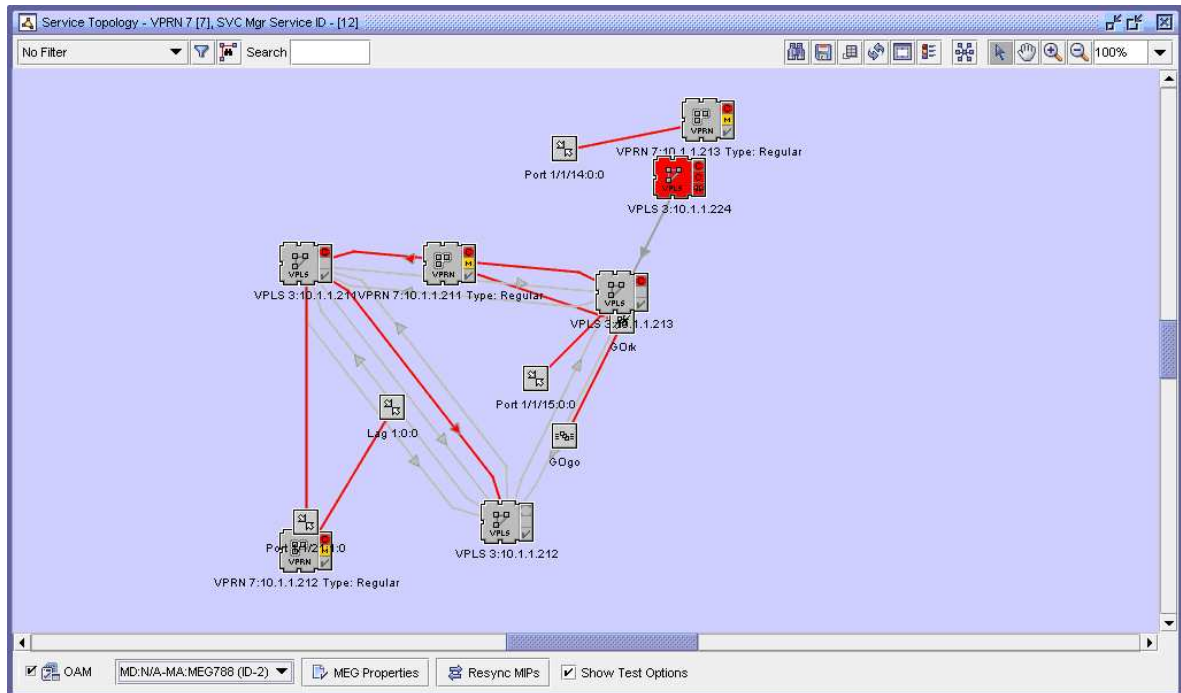 Service Topology - VPRN 7 [7], SVC Mgr Service ID - [12]
No Filter
Search
100%
VPRN
M
VPRN 7:10.1.1.213 Type: Regular
Port 1/1/14:0:0
VPLS
VPLS 3:10.1.1.224
VPLS
VPRN
M
VPLS 3:10.1.1.211
VPRN 7:10.1.1.211 Type: Regular
VPLS
VPLS 3:10.1.1.213
GOrk
Port 1/1/15:0:0
Lag 1:0:0
GOgo
VPLS
VPLS 3:10.1.1.212
Port
VPRN
M
VPRN 7:10.1.1.212 Type: Regular
OAM
MD:N/A-MA:MEG788 (ID-2)
MEG Properties
Resync MIPs
Show Test Options